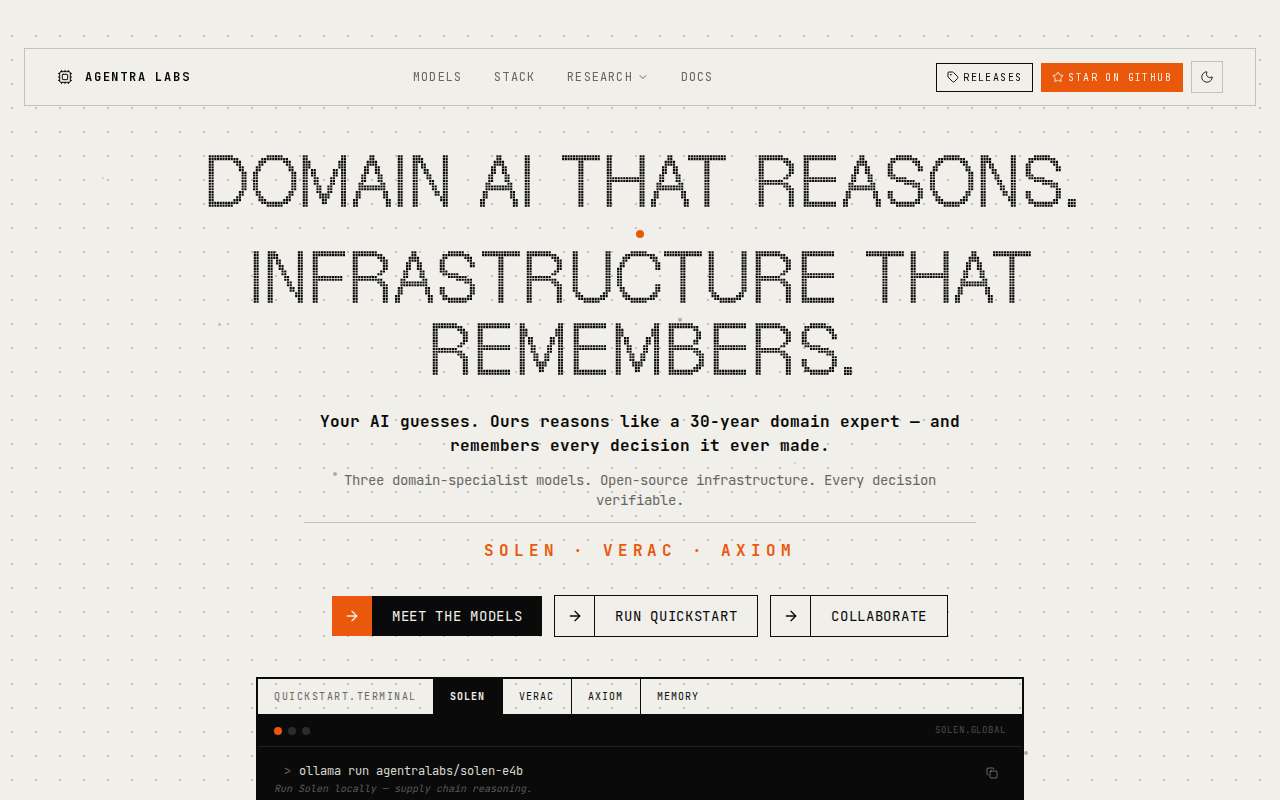 AGENTRA LABS
MODELS
STACK
RESEARCH
DOCS
RELEASES
STAR ON GITHUB
DOMAIN AI THAT REASONS.
INFRASTRUCTURE THAT
REMEMBERS.
Your AI guesses. Ours reasons like a 30-year domain expert — and
remembers every decision it ever made.
Three domain-specialist models. Open-source infrastructure. Every decision
verifiable.
SOLEN · VERAC · AXIOM
MEET THE MODELS
RUN QUICKSTART
COLLABORATE
QUICKSTART.TERMINAL
SOLEN
VERAC
AXIOM
MEMORY
SOLEN.GLOBAL
> ollama run agentralabs/solen-e4b
Run Solen locally — supply chain reasoning.